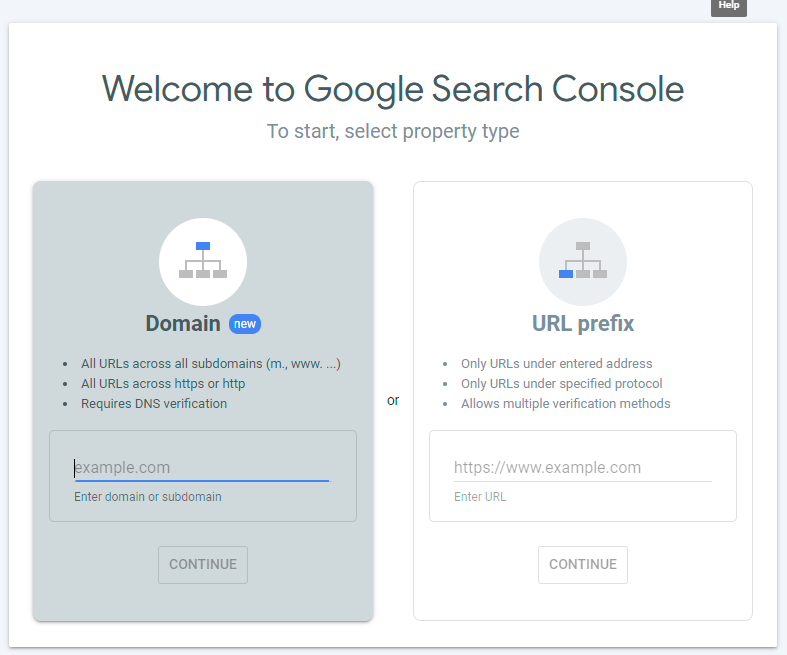 Help
Welcome to Google Search Console
To start, select property type
Domain new
All URLs across all subdomains (m., www. ...)
All URLs across https or http
Requires DNS verification
example.com
Enter domain or subdomain
CONTINUE
or
URL prefix
Only URLs under entered address
Only URLs under specified protocol
Allows multiple verification methods
https://www.example.com
Enter URL
CONTINUE